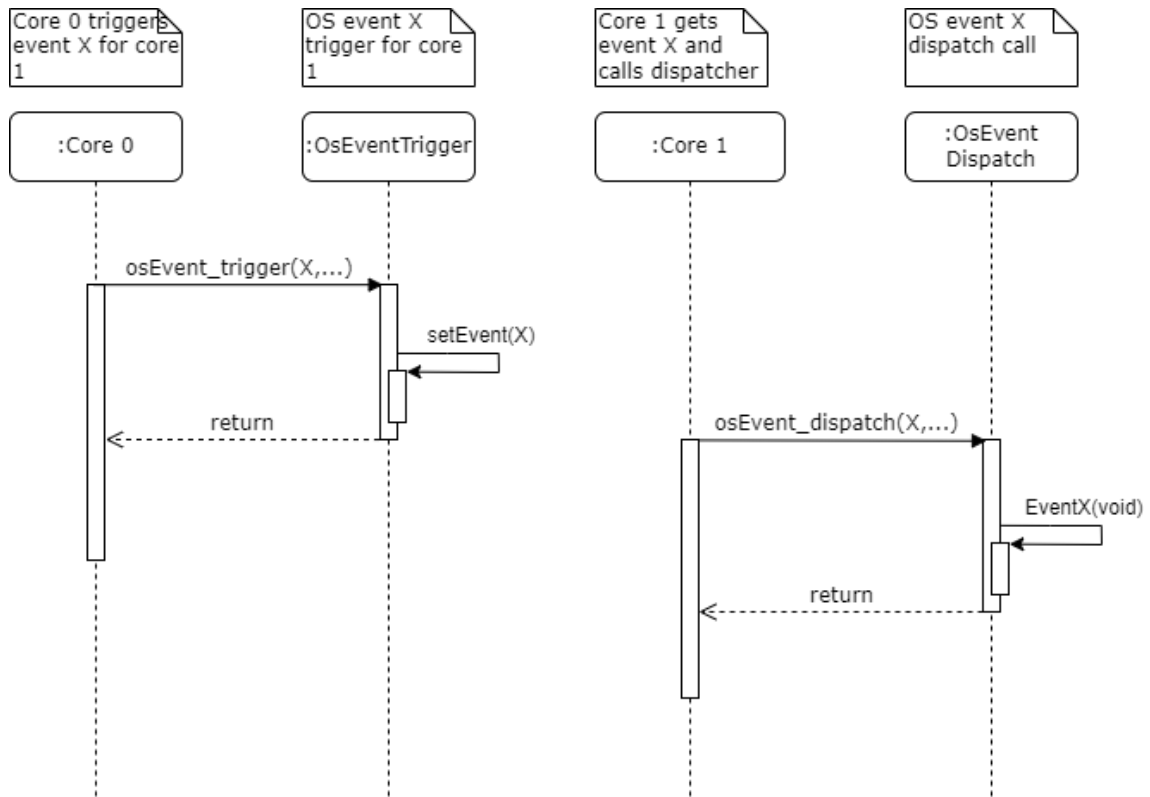 Core 0 triggers
event X for core
1
OS event X
trigger for core
1
Core 1 gets
event X and
calls dispatcher
OS event X
dispatch call
:Core 0
:OsEventTrigger
:Core 1
:OsEvent
Dispatch
osEvent_trigger(X,...)
setEvent(X)
return
osEvent_dispatch(X,...)
EventX(void)
return